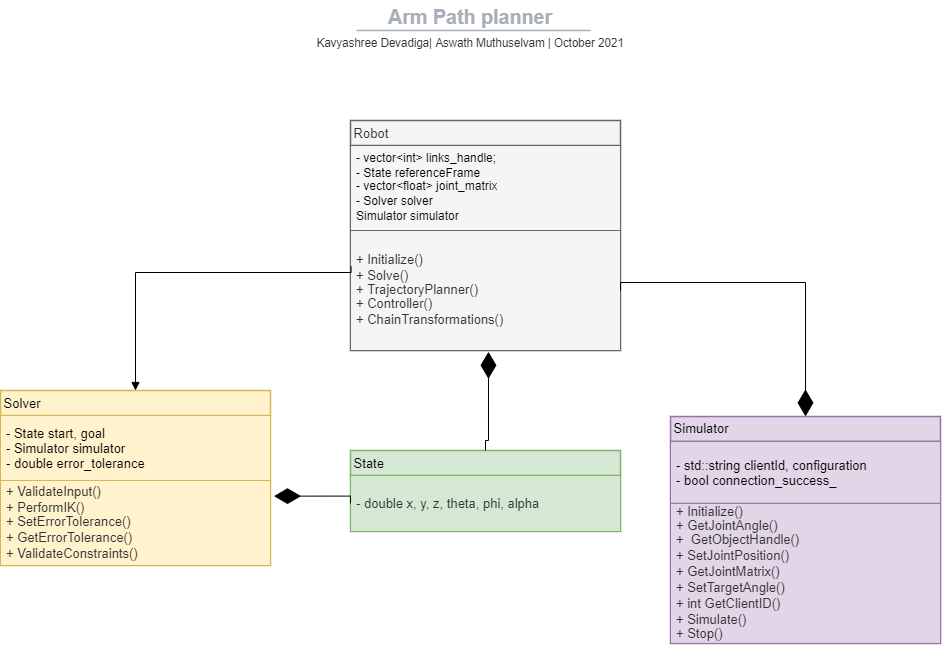 Arm Path planner
Kavyashree Devadiga| Aswath Muthuselvam | October 2021
Robot
- vector<int> links_handle;
- State referenceFrame
- vector<float> joint_matrix
- Solver solver
Simulator simulator
+ Initialize()
+ Solve()
+ TrajectoryPlanner()
+ Controller()
+ ChainTransformations()
Solver
- State start, goal
- Simulator simulator
- double error_tolerance
+ ValidateInput()
+ PerformIK()
+ SetErrorTolerance()
+ GetErrorTolerance()
+ ValidateConstraints()
State
- double x, y, z, theta, phi, alpha
Simulator
- std::string clientId, configuration
- bool connection_success_
+ Initialize()
+ GetJointAngle()
+  GetObjectHandle()
+ SetJointPosition()
+ GetJointMatrix()
+ SetTargetAngle()
+ int GetClientID()
+ Simulate()
+ Stop()